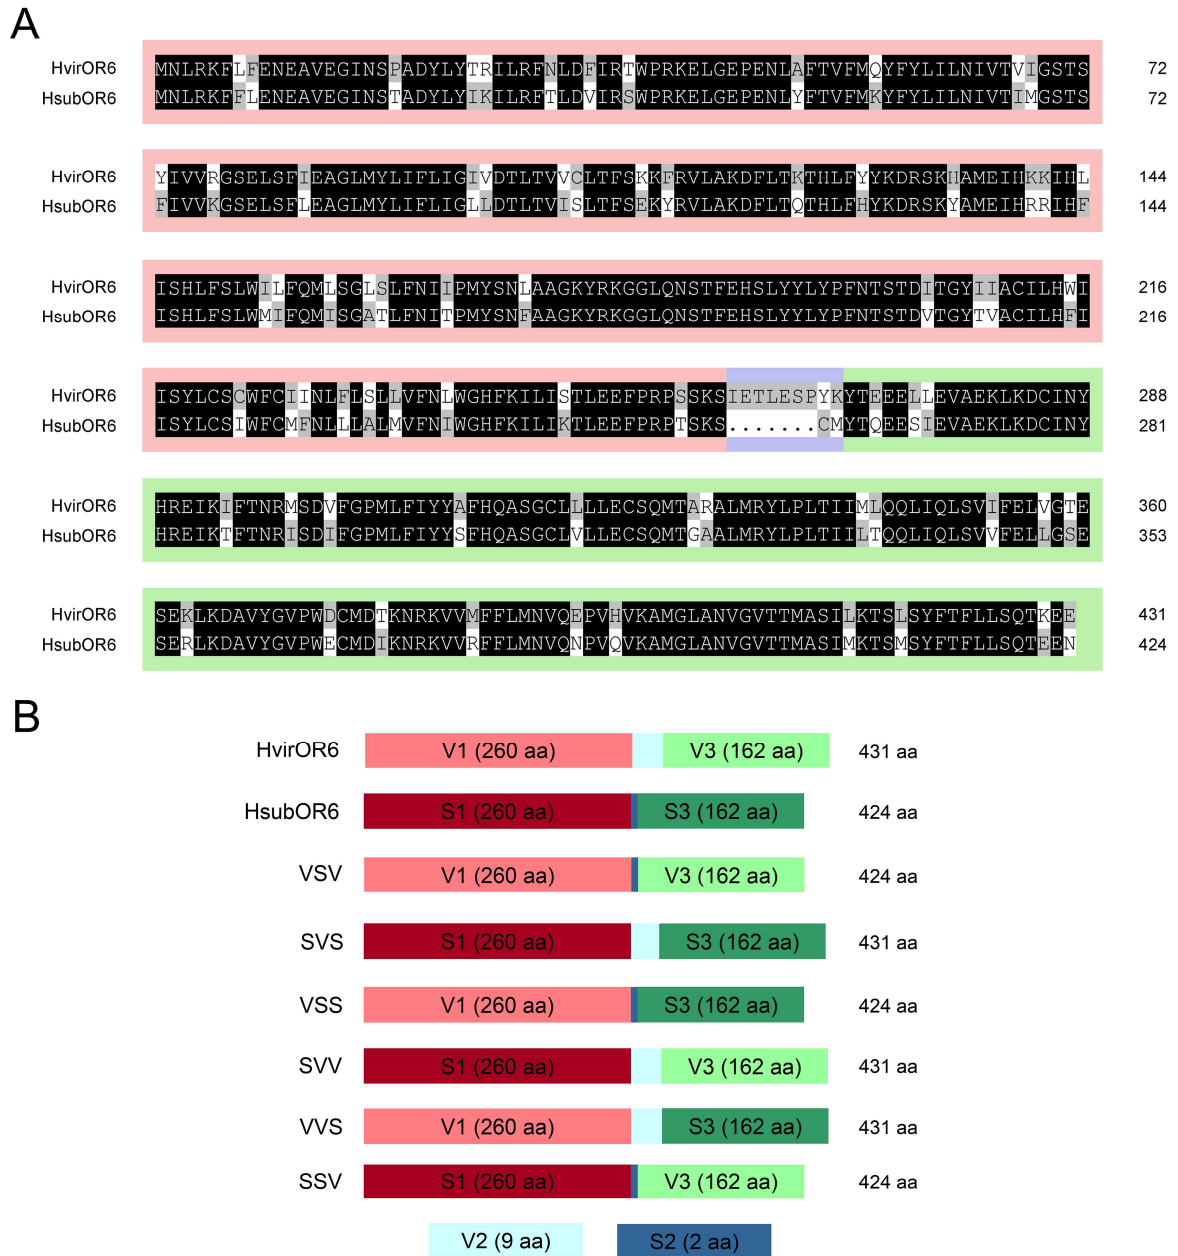 A
HvirOR6 MNLRKFLFENEAVEGINSPADYLYTRILRFNLDFIRTWPRKELGEPENLAFTVFMQYFYLILNIVTVIGSTS 72
HsubOR6 MNLRKFFLENEAVEGINSTADYLYIKILRFTLDVIRSWPRKELGEPENLYFTVFMKYFYLILNIVTIMGSTS 72
HvirOR6 YIVVRGSELSFIEAGLMYLIFLIGIVDTLTVVCLTFSKKFRVLAKDFLTKTHLFYYKDRSKHAMEIHKKIHL 144
HsubOR6 FIVVKGSELSFLEAGLMYLIFLIGLLDTLTVISLTFSEKYRVLAKDFLTQTHLFHYKDRSKYAMEIHRRIHF 144
HvirOR6 ISHLFSLWILFQMLSGLSLFNIIPMYSNLAAGKYRKGGLQNSTFEHSLYYLYPFNTSTDITGYIIACILHWI 216
HsubOR6 ISHLFSLWMIFQMISGATLFNITPMYSNFAAGKYRKGGLQNSTFEHSLYYLYPFNTSTDVTGYTVACILHFI 216
HvirOR6 ISYLCSCWFCIINLFLSLLVFNLWGHFKILISTLEEFPRPSSKSIETLESPYKYTEEELLEVAEKLKDCINY 288
HsubOR6 ISYLCSIWFCMFNLLLALMVFNIWGHFKILIKTLEEFPRPTSKS.......CMYTQEESIEVAEKLKDCINY 281
HvirOR6 HREIKIFTNRMSDVFGPMLFIYYAFHQASGCLLLLECSQMTARALMRYLPLTIIMLQQLIQLSVIFELVGTE 360
HsubOR6 HREIKTFTNRISDIFGPMLFIYYSFHQASGCLVLLECSQMTGAALMRYLPLTIILTQQLIQLSVVFELLGSE 353
HvirOR6 SEKLKDAVYGVPWDCMDTKNRKVVMFFLMNVQEPVHVKAMGLANVGVTTMASILKTSLSYFTFLLSQTKEE 431
HsubOR6 SERLKDAVYGVPWECMDIKNRKVVRFFLMNVQNPVQVKAMGLANVGVTTMASIMKTSMSYFTFLLSQTEEN 424
B
HvirOR6 V1 (260 aa) V3 (162 aa) 431 aa
HsubOR6 S1 (260 aa) S3 (162 aa) 424 aa
VSV V1 (260 aa) V3 (162 aa) 424 aa
SVS S1 (260 aa) S3 (162 aa) 431 aa
VSS V1 (260 aa) S3 (162 aa) 424 aa
SVV S1 (260 aa) V3 (162 aa) 431 aa
VVS V1 (260 aa) S3 (162 aa) 431 aa
SSV S1 (260 aa) V3 (162 aa) 424 aa
V2 (9 aa) S2 (2 aa)